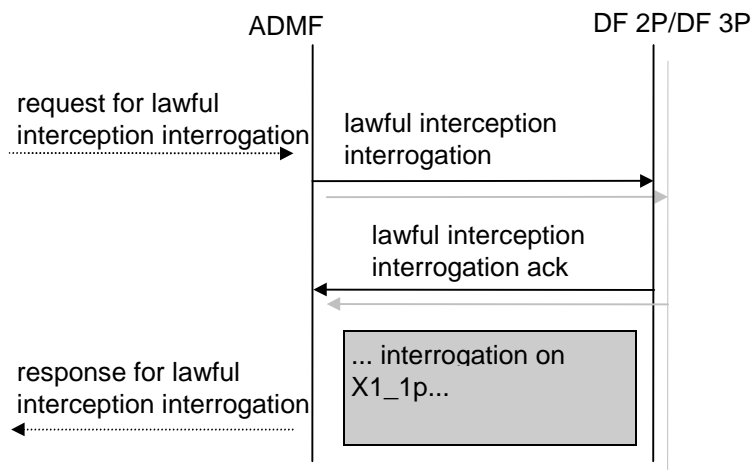 ADMF
DF 2P/DF 3P
request for lawful
interception interrogation
lawful interception
interrogation
lawful interception
interrogation ack
... interrogation on
X1_1p...
response for lawful
interception interrogation